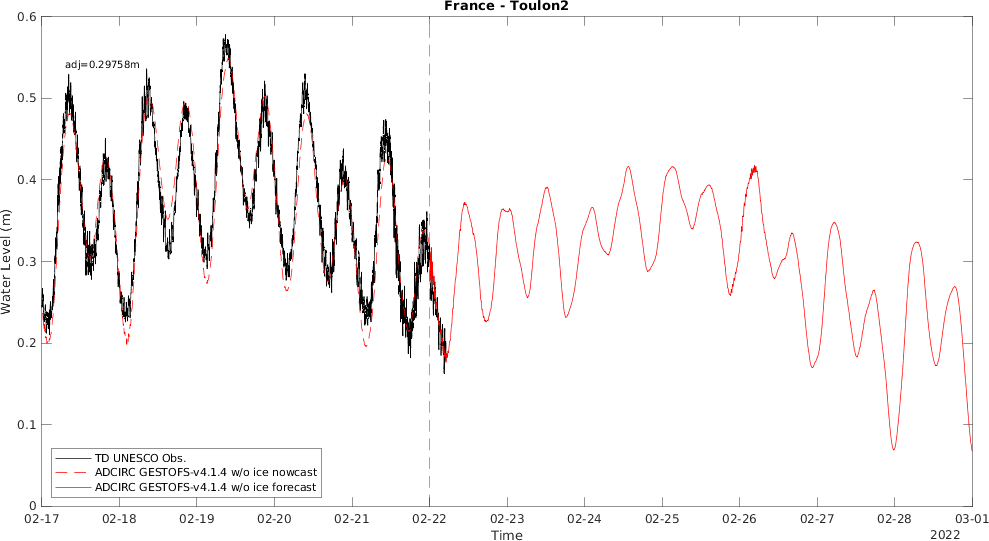 France - Toulon2
0.6
0.5
0.4
0.3
0.2
0.1
0
Water Level (m)
adj=0.29758m
TD UNESCO Obs.
ADCIRC GESTOFS-v4.1.4 w/o ice nowcast
ADCIRC GESTOFS-v4.1.4 w/o ice forecast
02-17 02-18 02-19 02-20 02-21 02-22 02-23 02-24 02-25 02-26 02-27 02-28 03-01
Time
2022